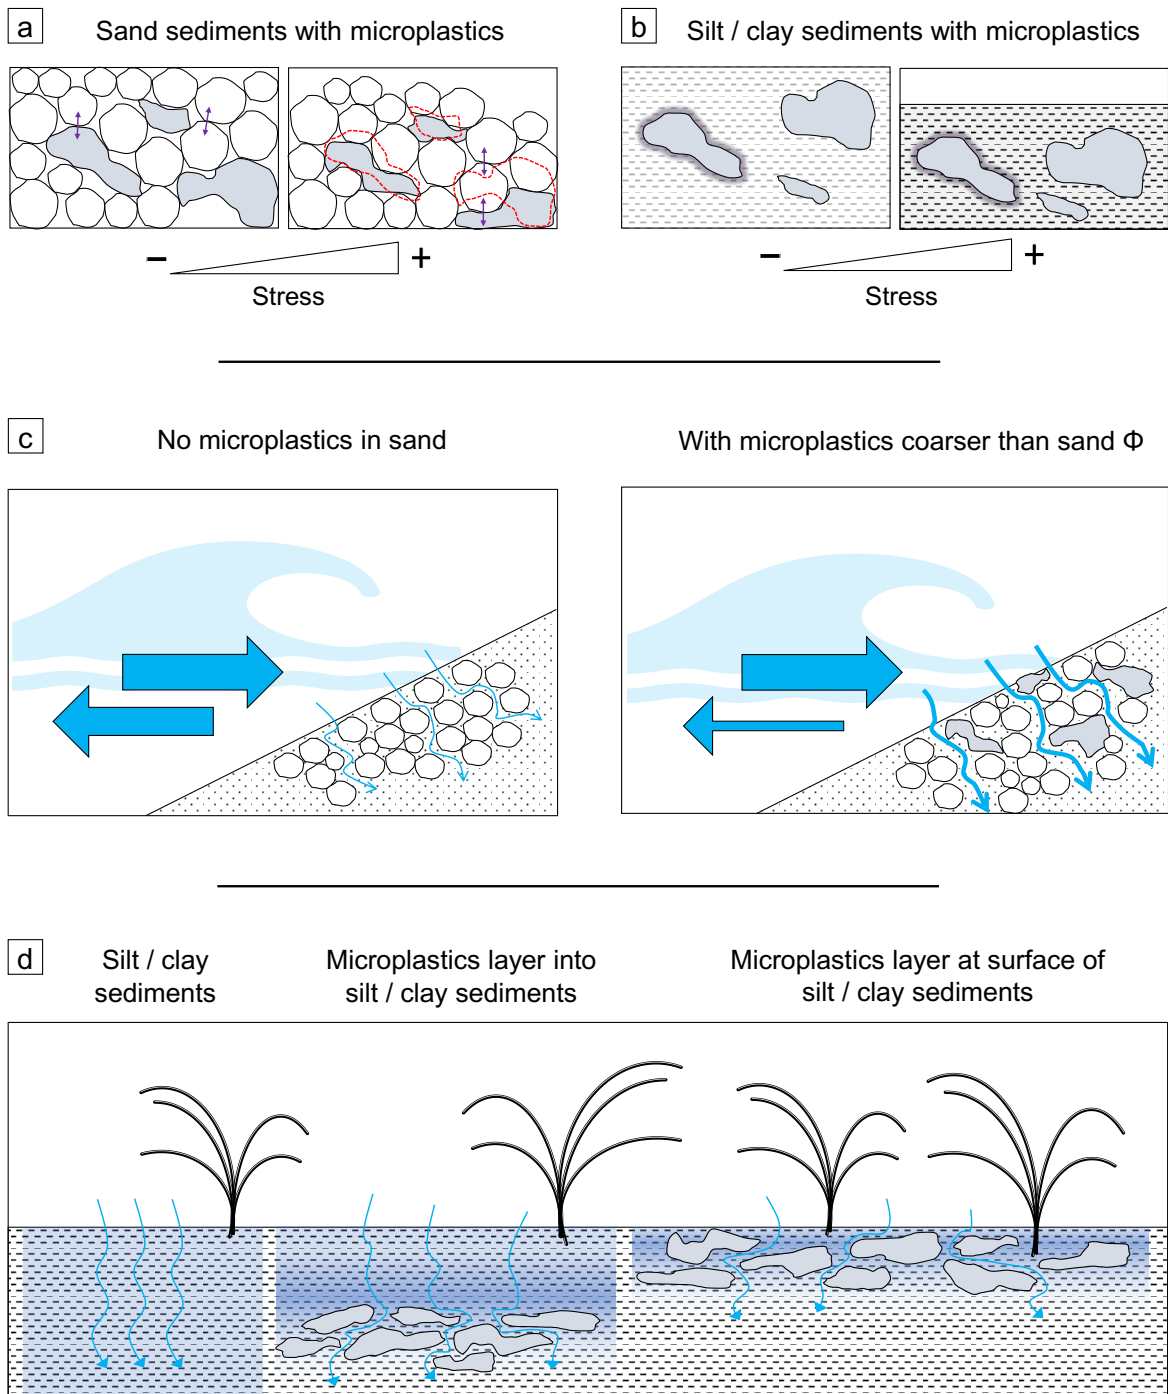 a
Sand sediments with microplastics
b
Silt / clay sediments with microplastics
− +
Stress
− +
Stress
c
No microplastics in sand
With microplastics coarser than sand Φ
d
Silt / clay
sediments
Microplastics layer into
silt / clay sediments
Microplastics layer at surface of
silt / clay sediments